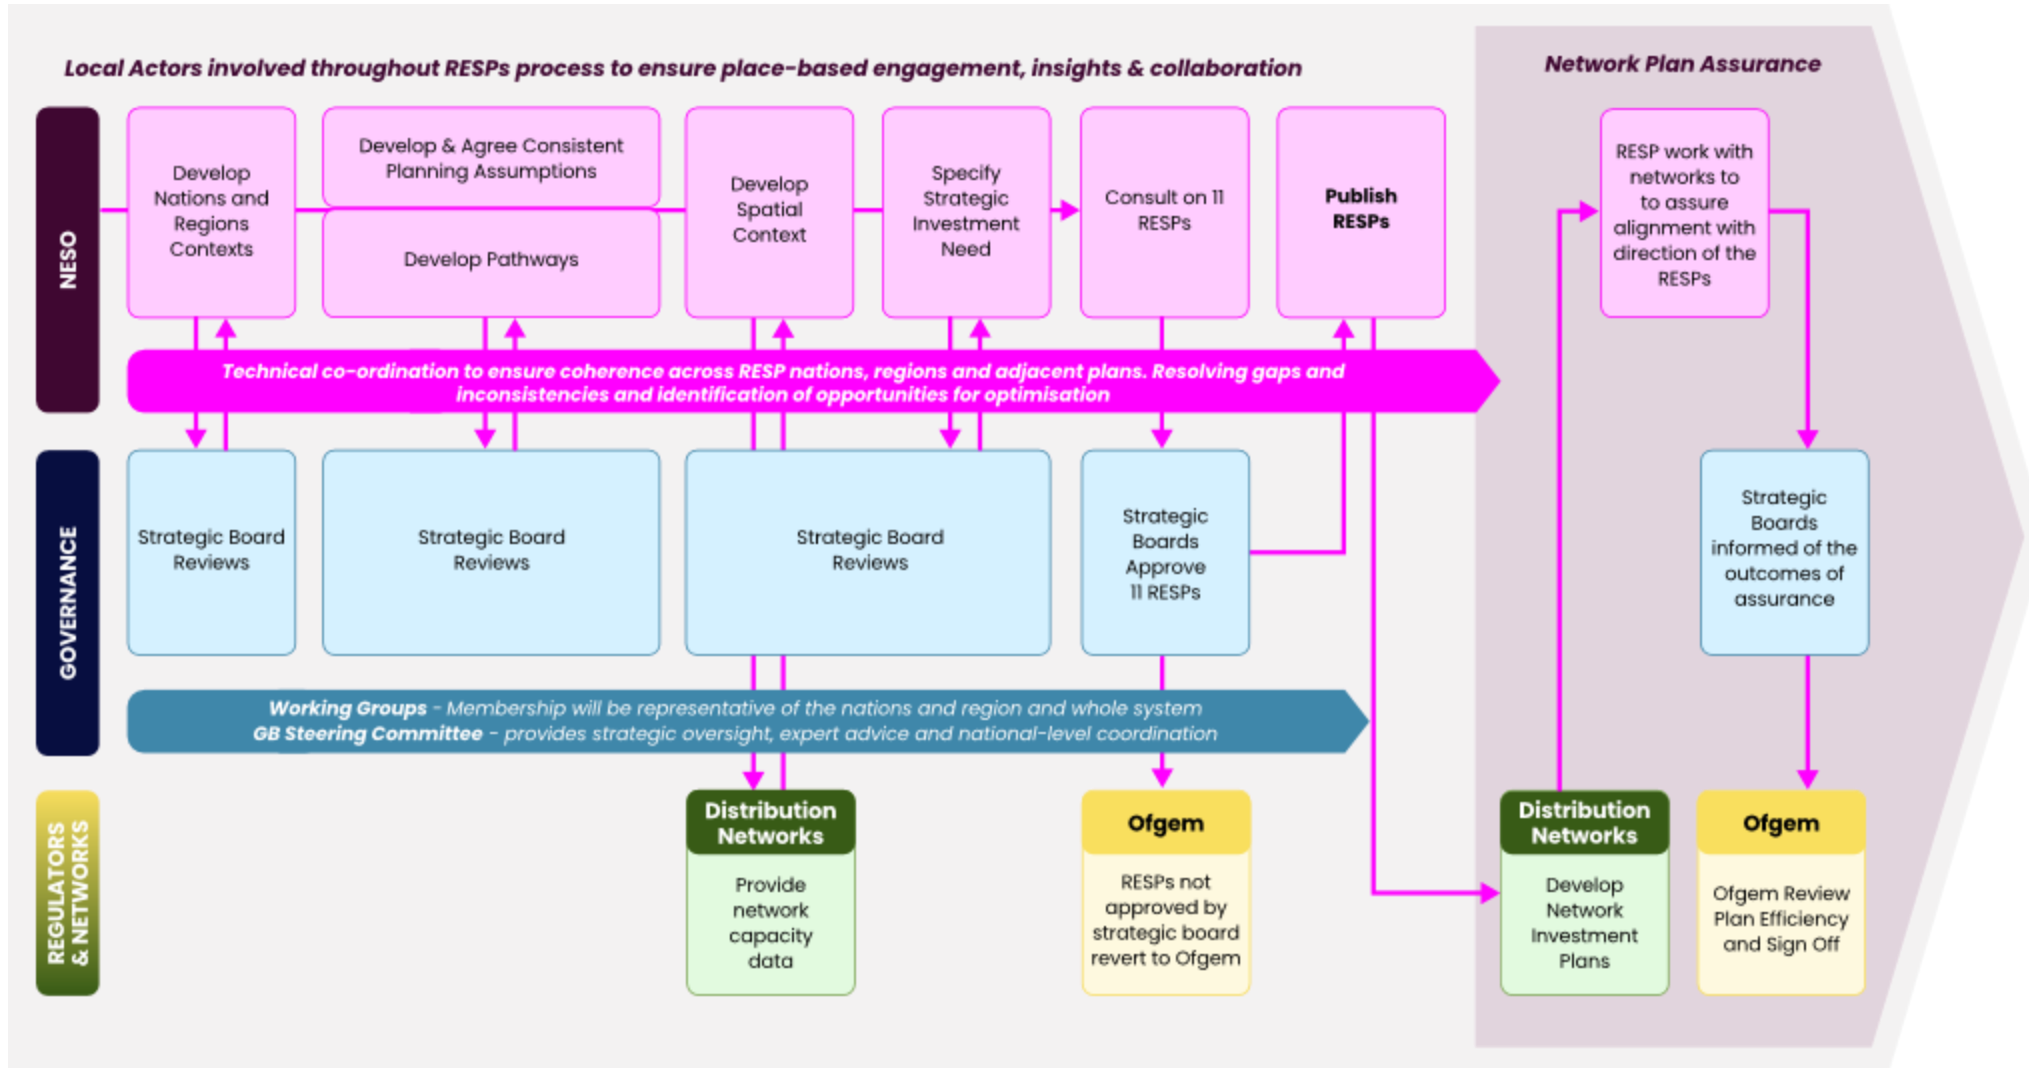 Local Actors involved throughout RESPs process to ensure place-based engagement, insights & collaboration
Network Plan Assurance
NESO
Develop
Nations and
Regions
Contexts
Develop & Agree Consistent
Planning Assumptions
Develop Pathways
Develop
Spatial
Context
Specify
Strategic
Investment
Need
Consult on 11
RESPs
Publish
RESPs
RESP work with
networks to
to assure
alignment with
direction of the
RESPs
Technical co-ordination to ensure coherence across RESP nations, regions and adjacent plans. Resolving gaps and
inconsistencies and identification of opportunities for optimisation
GOVERNANCE
Strategic Board
Reviews
Strategic Board
Reviews
Strategic Board
Reviews
Strategic
Boards
Approve
11 RESPs
Strategic
Boards
informed of the
outcomes of
assurance
Working Groups - Membership will be representative of the nations and region and whole system
GB Steering Committee - provides strategic oversight, expert advice and national-level coordination
REGULATORS
& NETWORKS
Distribution
Networks
Provide
network
capacity
data
Ofgem
RESPs not
approved by
strategic board
revert to Ofgem
Distribution
Networks
Develop
Network
Investment
Plans
Ofgem
Ofgem Review
Plan Efficiency
and Sign Off